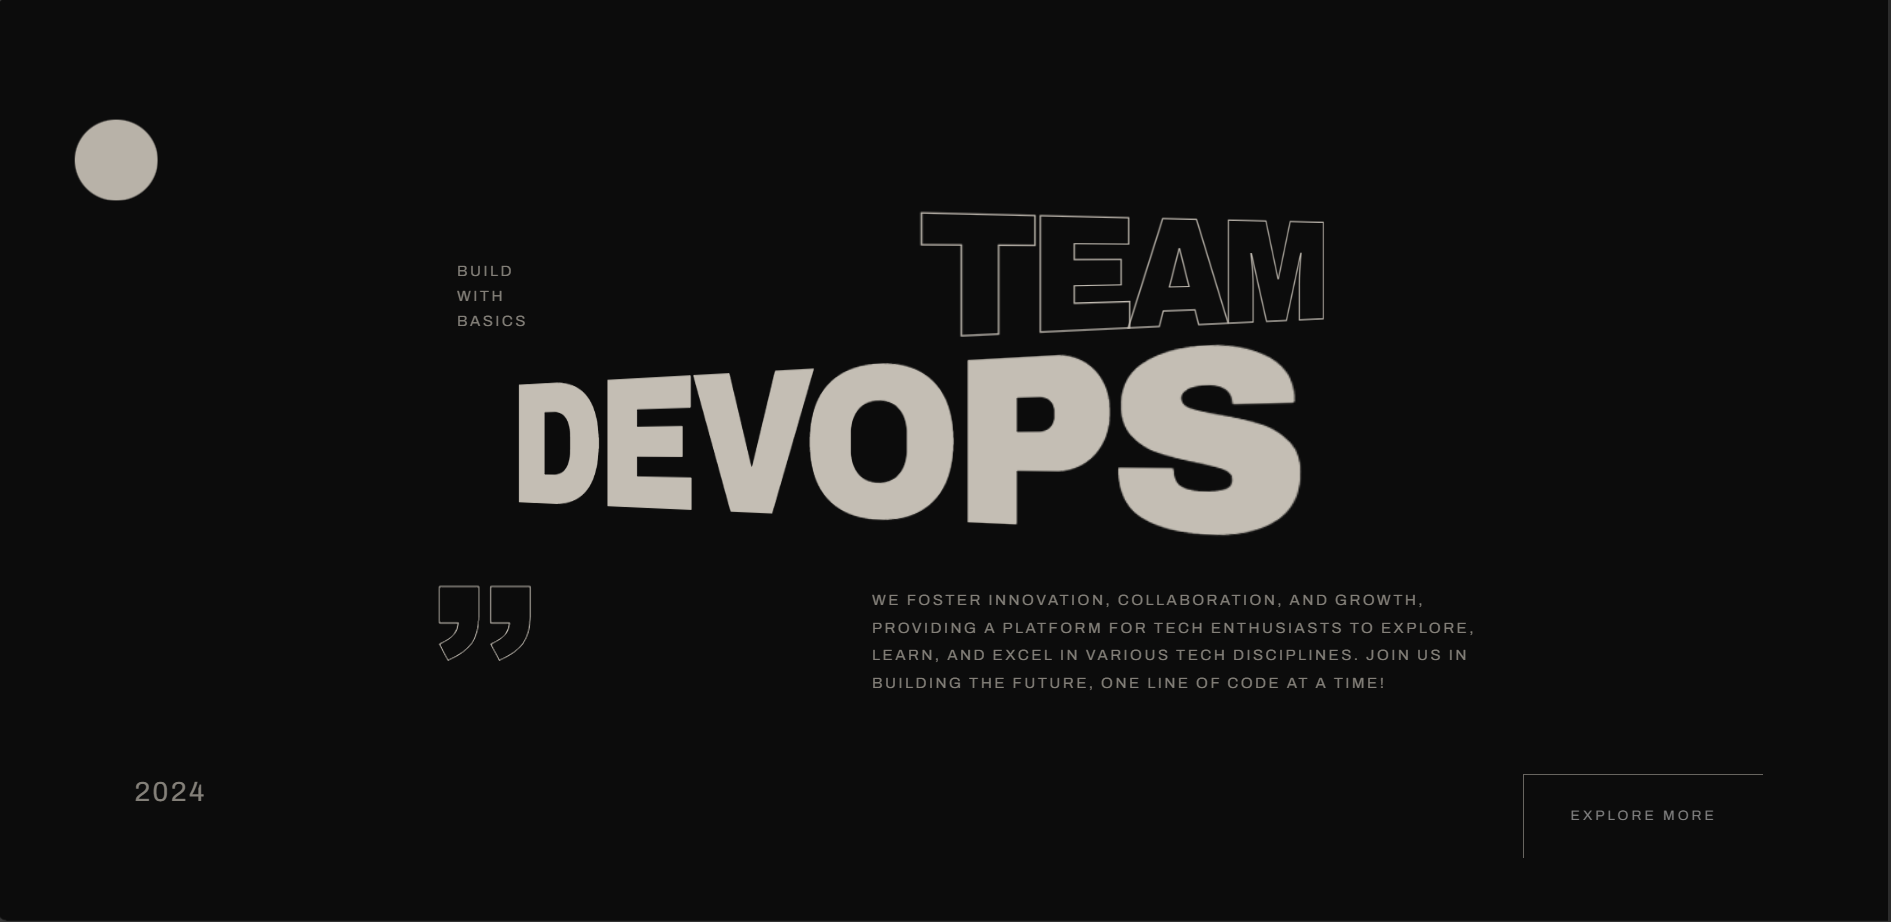 TEAM
BUILD
WITH
BASICS
DEVOPS
WE FOSTER INNOVATION, COLLABORATION, AND GROWTH,
PROVIDING A PLATFORM FOR TECH ENTHUSIASTS TO EXPLORE,
LEARN, AND EXCEL IN VARIOUS TECH DISCIPLINES. JOIN US IN
BUILDING THE FUTURE, ONE LINE OF CODE AT A TIME!
2024
EXPLORE MORE